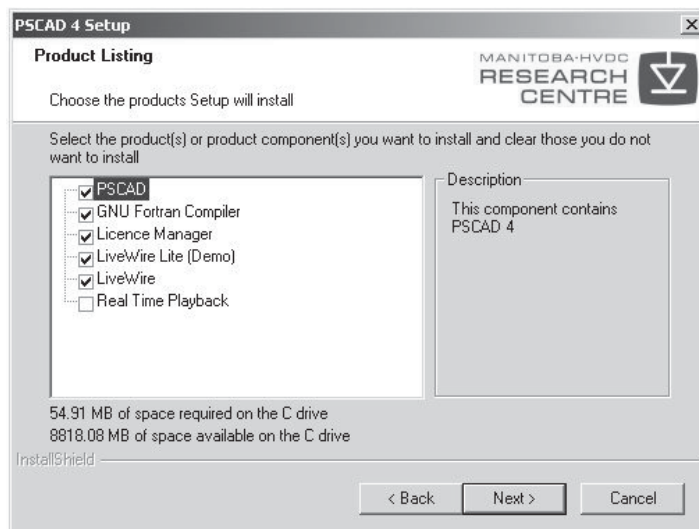 PSCAD 4 Setup
Product Listing
Choose the products Setup will install
MANITOBA·HVDC
RESEARCH
CENTRE
Select the product(s) or product component(s) you want to install and clear those you do not
want to install
PSCAD
GNU Fortran Compiler
Licence Manager
LiveWire Lite (Demo)
LiveWire
Real Time Playback
Description
This component contains
PSCAD 4
54.91 MB of space required on the C drive
8818.08 MB of space available on the C drive
InstallShield
< Back
Next >
Cancel